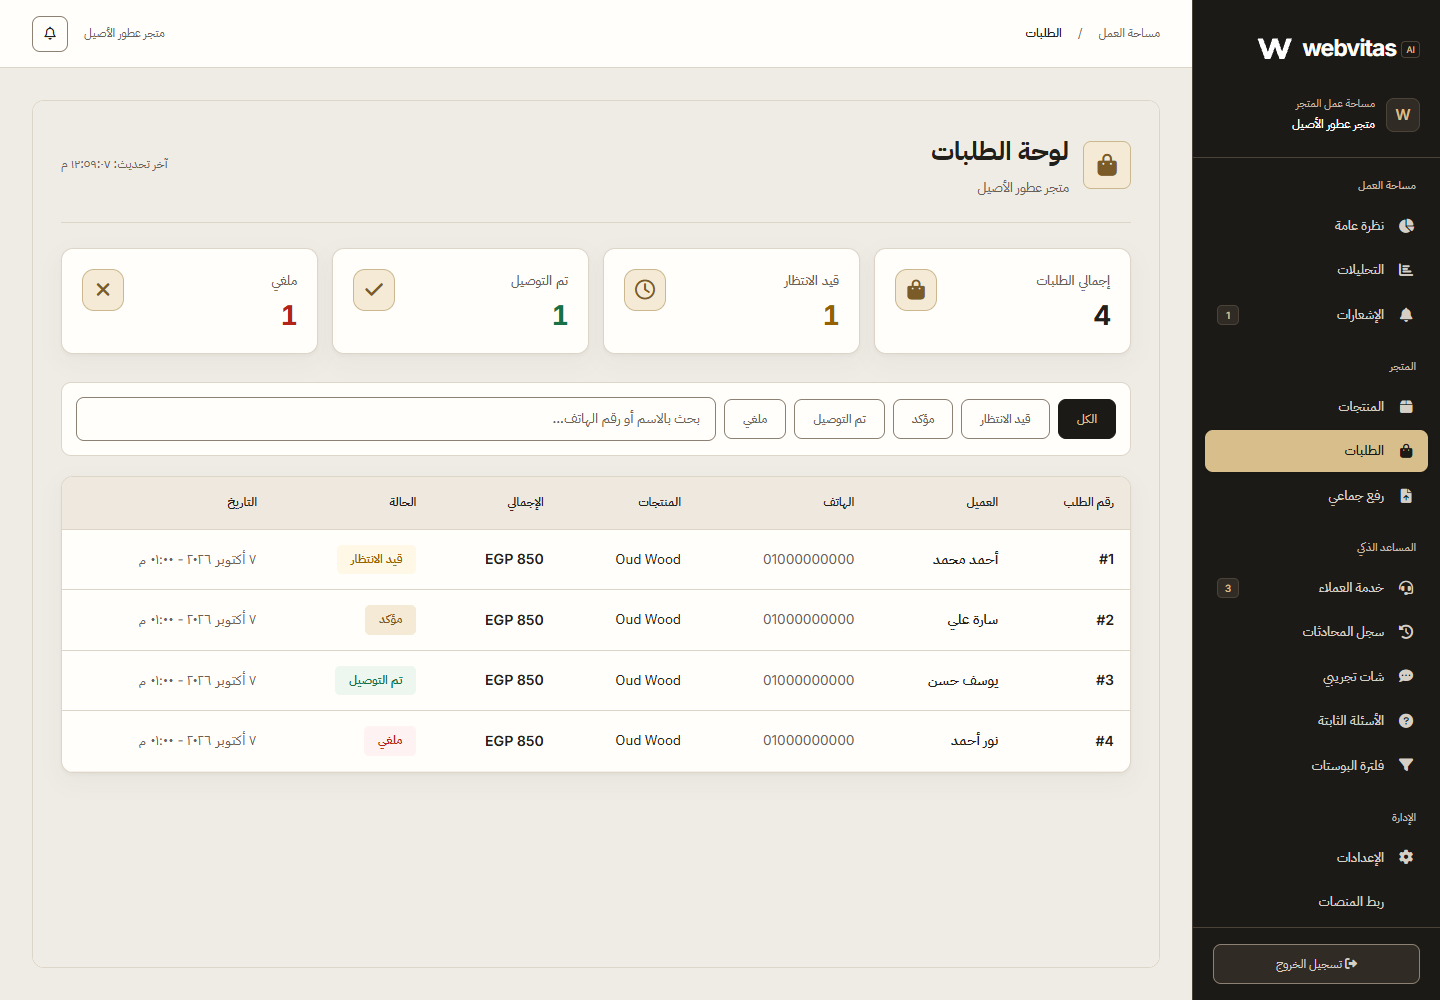 webvitas AI
W
مساحة عمل المتجر
متجر عطور الأصيل
مساحة العمل
نظرة عامة
التحليلات
الإشعارات 1
المتجر
المنتجات
الطلبات
رفع جماعي
المساعد الذكي
خدمة العملاء 3
سجل المحادثات
شات تجريبي
الأسئلة الثابتة
فلترة البوستات
الإدارة
الإعدادات
ربط المنصات
تسجيل الخروج
مساحة العمل / الطلبات
متجر عطور الأصيل
لوحة الطلبات
متجر عطور الأصيل
آخر تحديث: ١٢:٥٩:٠٧ م
إجمالي الطلبات
4
قيد الانتظار
1
تم التوصيل
1
ملغي
1
الكل قيد الانتظار مؤكد تم التوصيل ملغي بحث بالاسم أو رقم الهاتف...
رقم الطلب العميل الهاتف المنتجات الإجمالي الحالة التاريخ
#1 أحمد محمد 01000000000 Oud Wood EGP 850 قيد الانتظار ٧ أكتوبر ٢٠٢٦ - ٠١:٠٠ م
#2 سارة علي 01000000000 Oud Wood EGP 850 مؤكد ٧ أكتوبر ٢٠٢٦ - ٠١:٠٠ م
#3 يوسف حسن 01000000000 Oud Wood EGP 850 تم التوصيل ٧ أكتوبر ٢٠٢٦ - ٠١:٠٠ م
#4 نور أحمد 01000000000 Oud Wood EGP 850 ملغي ٧ أكتوبر ٢٠٢٦ - ٠١:٠٠ م